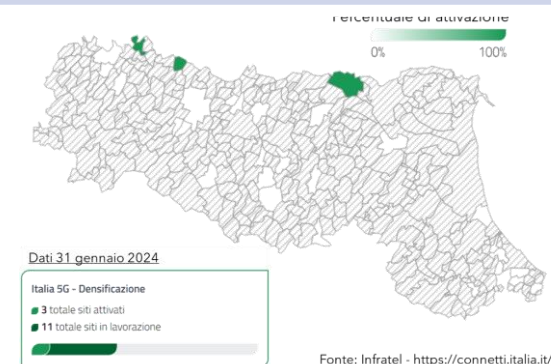 Percentuale di attivazione
0%
100%
Dati 31 gennaio 2024
Italia 5G - Densificazione
3 totale siti attivati
11 totale siti in lavorazione
Fonte: Infratel - https://connetti.italia.it/